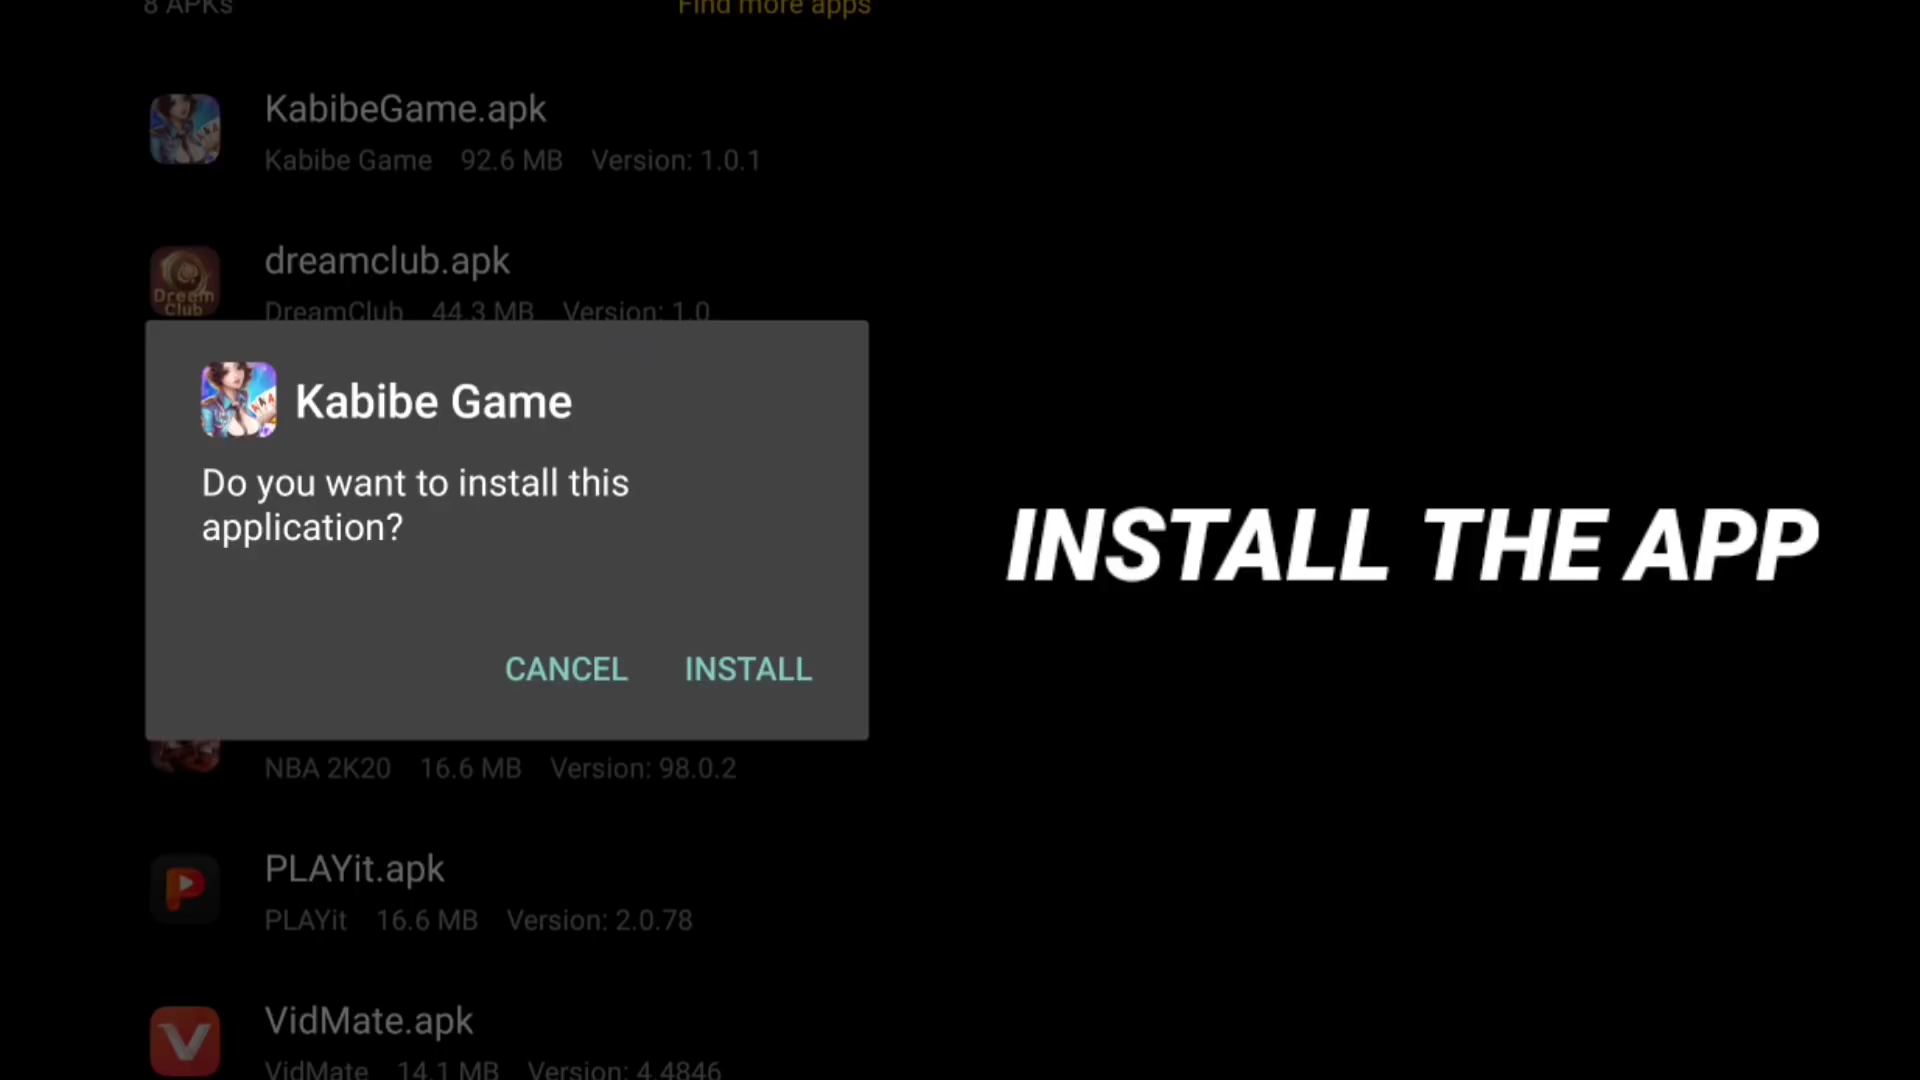 8 APKs
Find more apps
KabibeGame.apk
Kabibe Game 92.6 MB Version: 1.0.1
dreamclub.apk
Dream
Club
DreamClub 44.3 MB Version: 1.0
Kabibe Game
Do you want to install this
application?
CANCEL INSTALL
INSTALL THE APP
NBA 2K20 16.6 MB Version: 98.0.2
PLAYit.apk
PLAYit 16.6 MB Version: 2.0.78
VidMate.apk
VidMate 14.1 MB Version: 4.4846